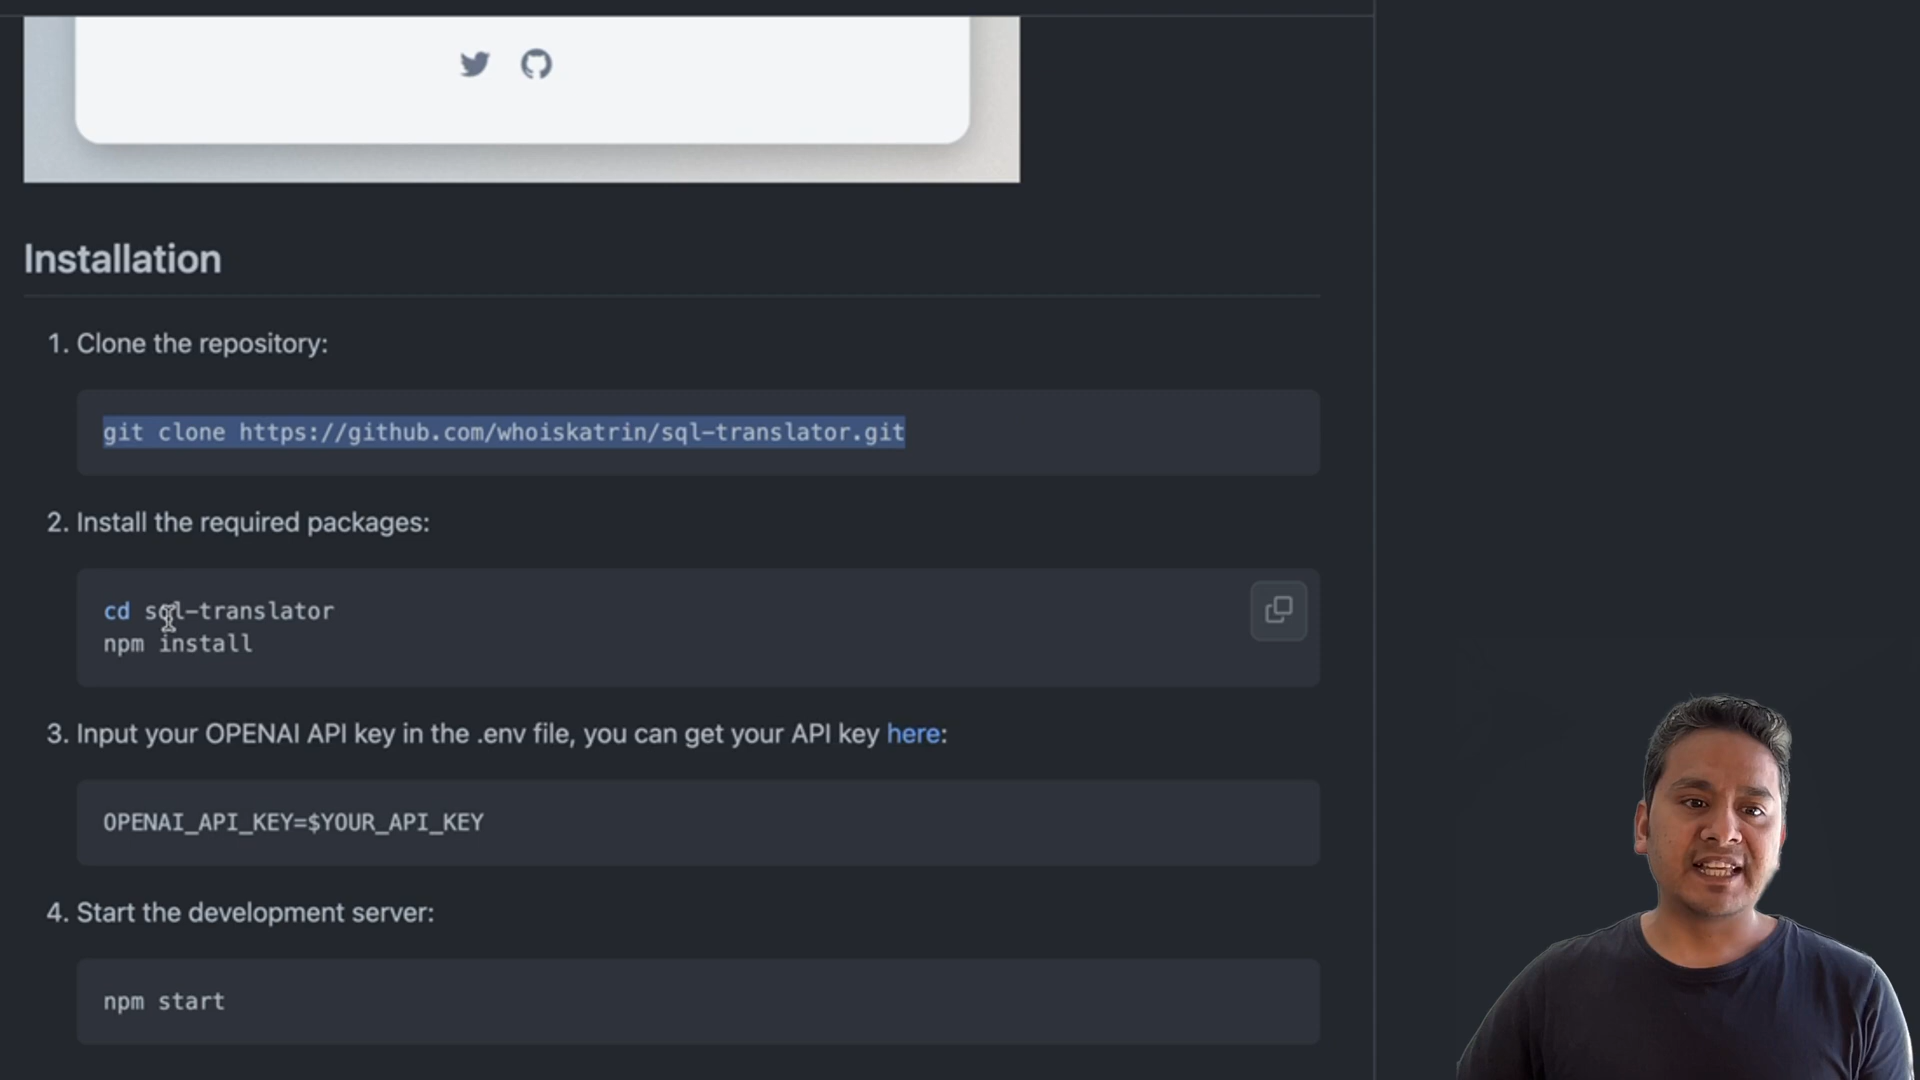 Installation
1. Clone the repository:
git clone https://github.com/whoiskatrin/sql-translator.git
2. Install the required packages:
cd sql-translator
npm install
3. Input your OPENAI API key in the .env file, you can get your API key here:
OPENAI_API_KEY=$YOUR_API_KEY
4. Start the development server:
npm start